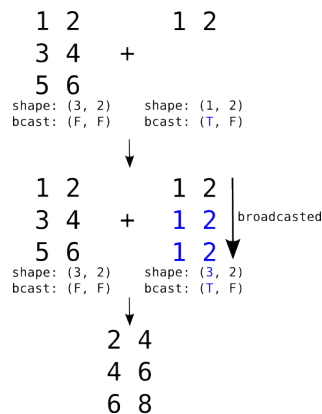 1 2 1 2
3 4 +
5 6
shape: (3, 2) shape: (1, 2)
bcast: (F, F) bcast: (T, F)
1 2 1 2
3 4 + 1 2 broadcasted
5 6 1 2
shape: (3, 2) shape: (3, 2)
bcast: (F, F) bcast: (T, F)
2 4
4 6
6 8